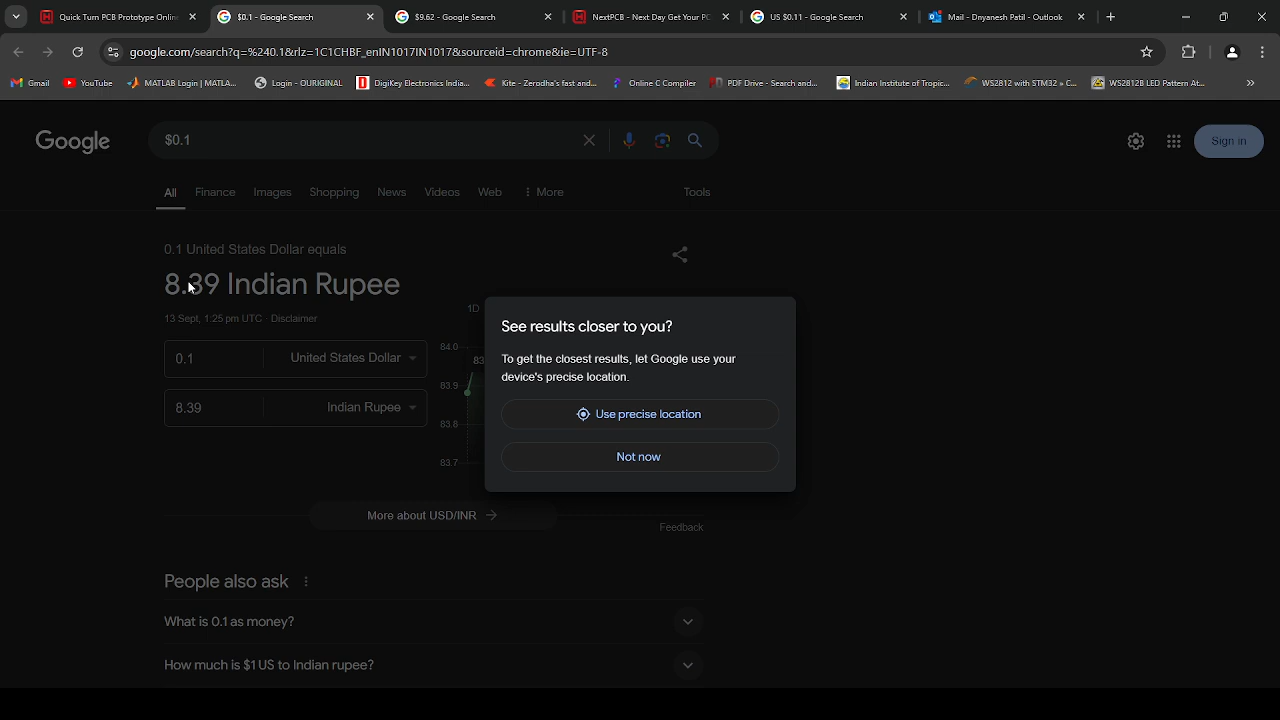 Quick Turn PCB Prototype Online
$0.1 - Google Search
$9.62 - Google Search
NextPCB - Next Day Get Your PC
US $0.11 - Google Search
Mail - Dnyanesh Patil - Outlook
google.com/search?q=%240.1&rlz=1C1CHBF_enIN1017IN1017&sourceid=chrome&ie=UTF-8
Gmail
YouTube
MATLAB Login | MATLA...
Login - OURIGINAL
DigiKey Electronics India...
Kite - Zerodha's fast and...
Online C Compiler
PDF Drive - Search and...
Indian Institute of Tropic...
WS2812 with STM32 » C...
WS2812B LED Pattern At...
Google
$0.1
Sign in
All
Finance
Images
Shopping
News
Videos
Web
More
Tools
0.1 United States Dollar equals
8.39 Indian Rupee
13 Sept, 1:25 pm UTC · Disclaimer
1D
0.1
United States Dollar
8.39
Indian Rupee
84.0
83
83.9
83.8
83.7
See results closer to you?
To get the closest results, let Google use your
device's precise location.
Use precise location
Not now
More about USD/INR
Feedback
People also ask
What is 0.1 as money?
How much is $1 US to Indian rupee?